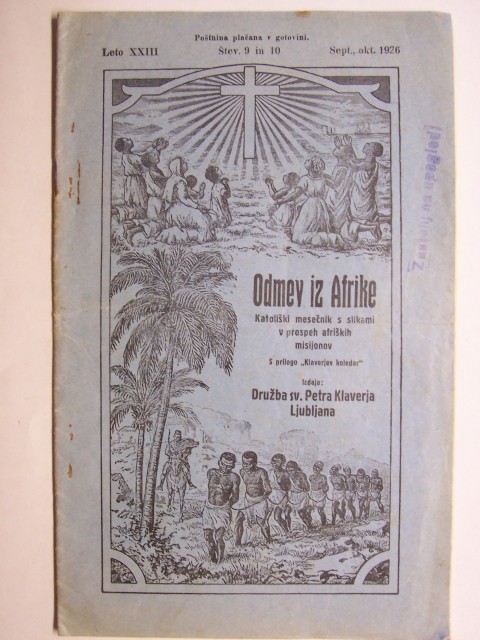 Poštnina plačana v gotovini.
Leto XXIII Štev. 9 in 10 Sept., okt. 1926
Odmev iz Afrike
Katoliški mesečnik s slikami
v prospeh afriških
misijonov
S prilogo „Klaverjev koledar"
Izdaja:
Družba sv. Petra Klaverja
Ljubljana